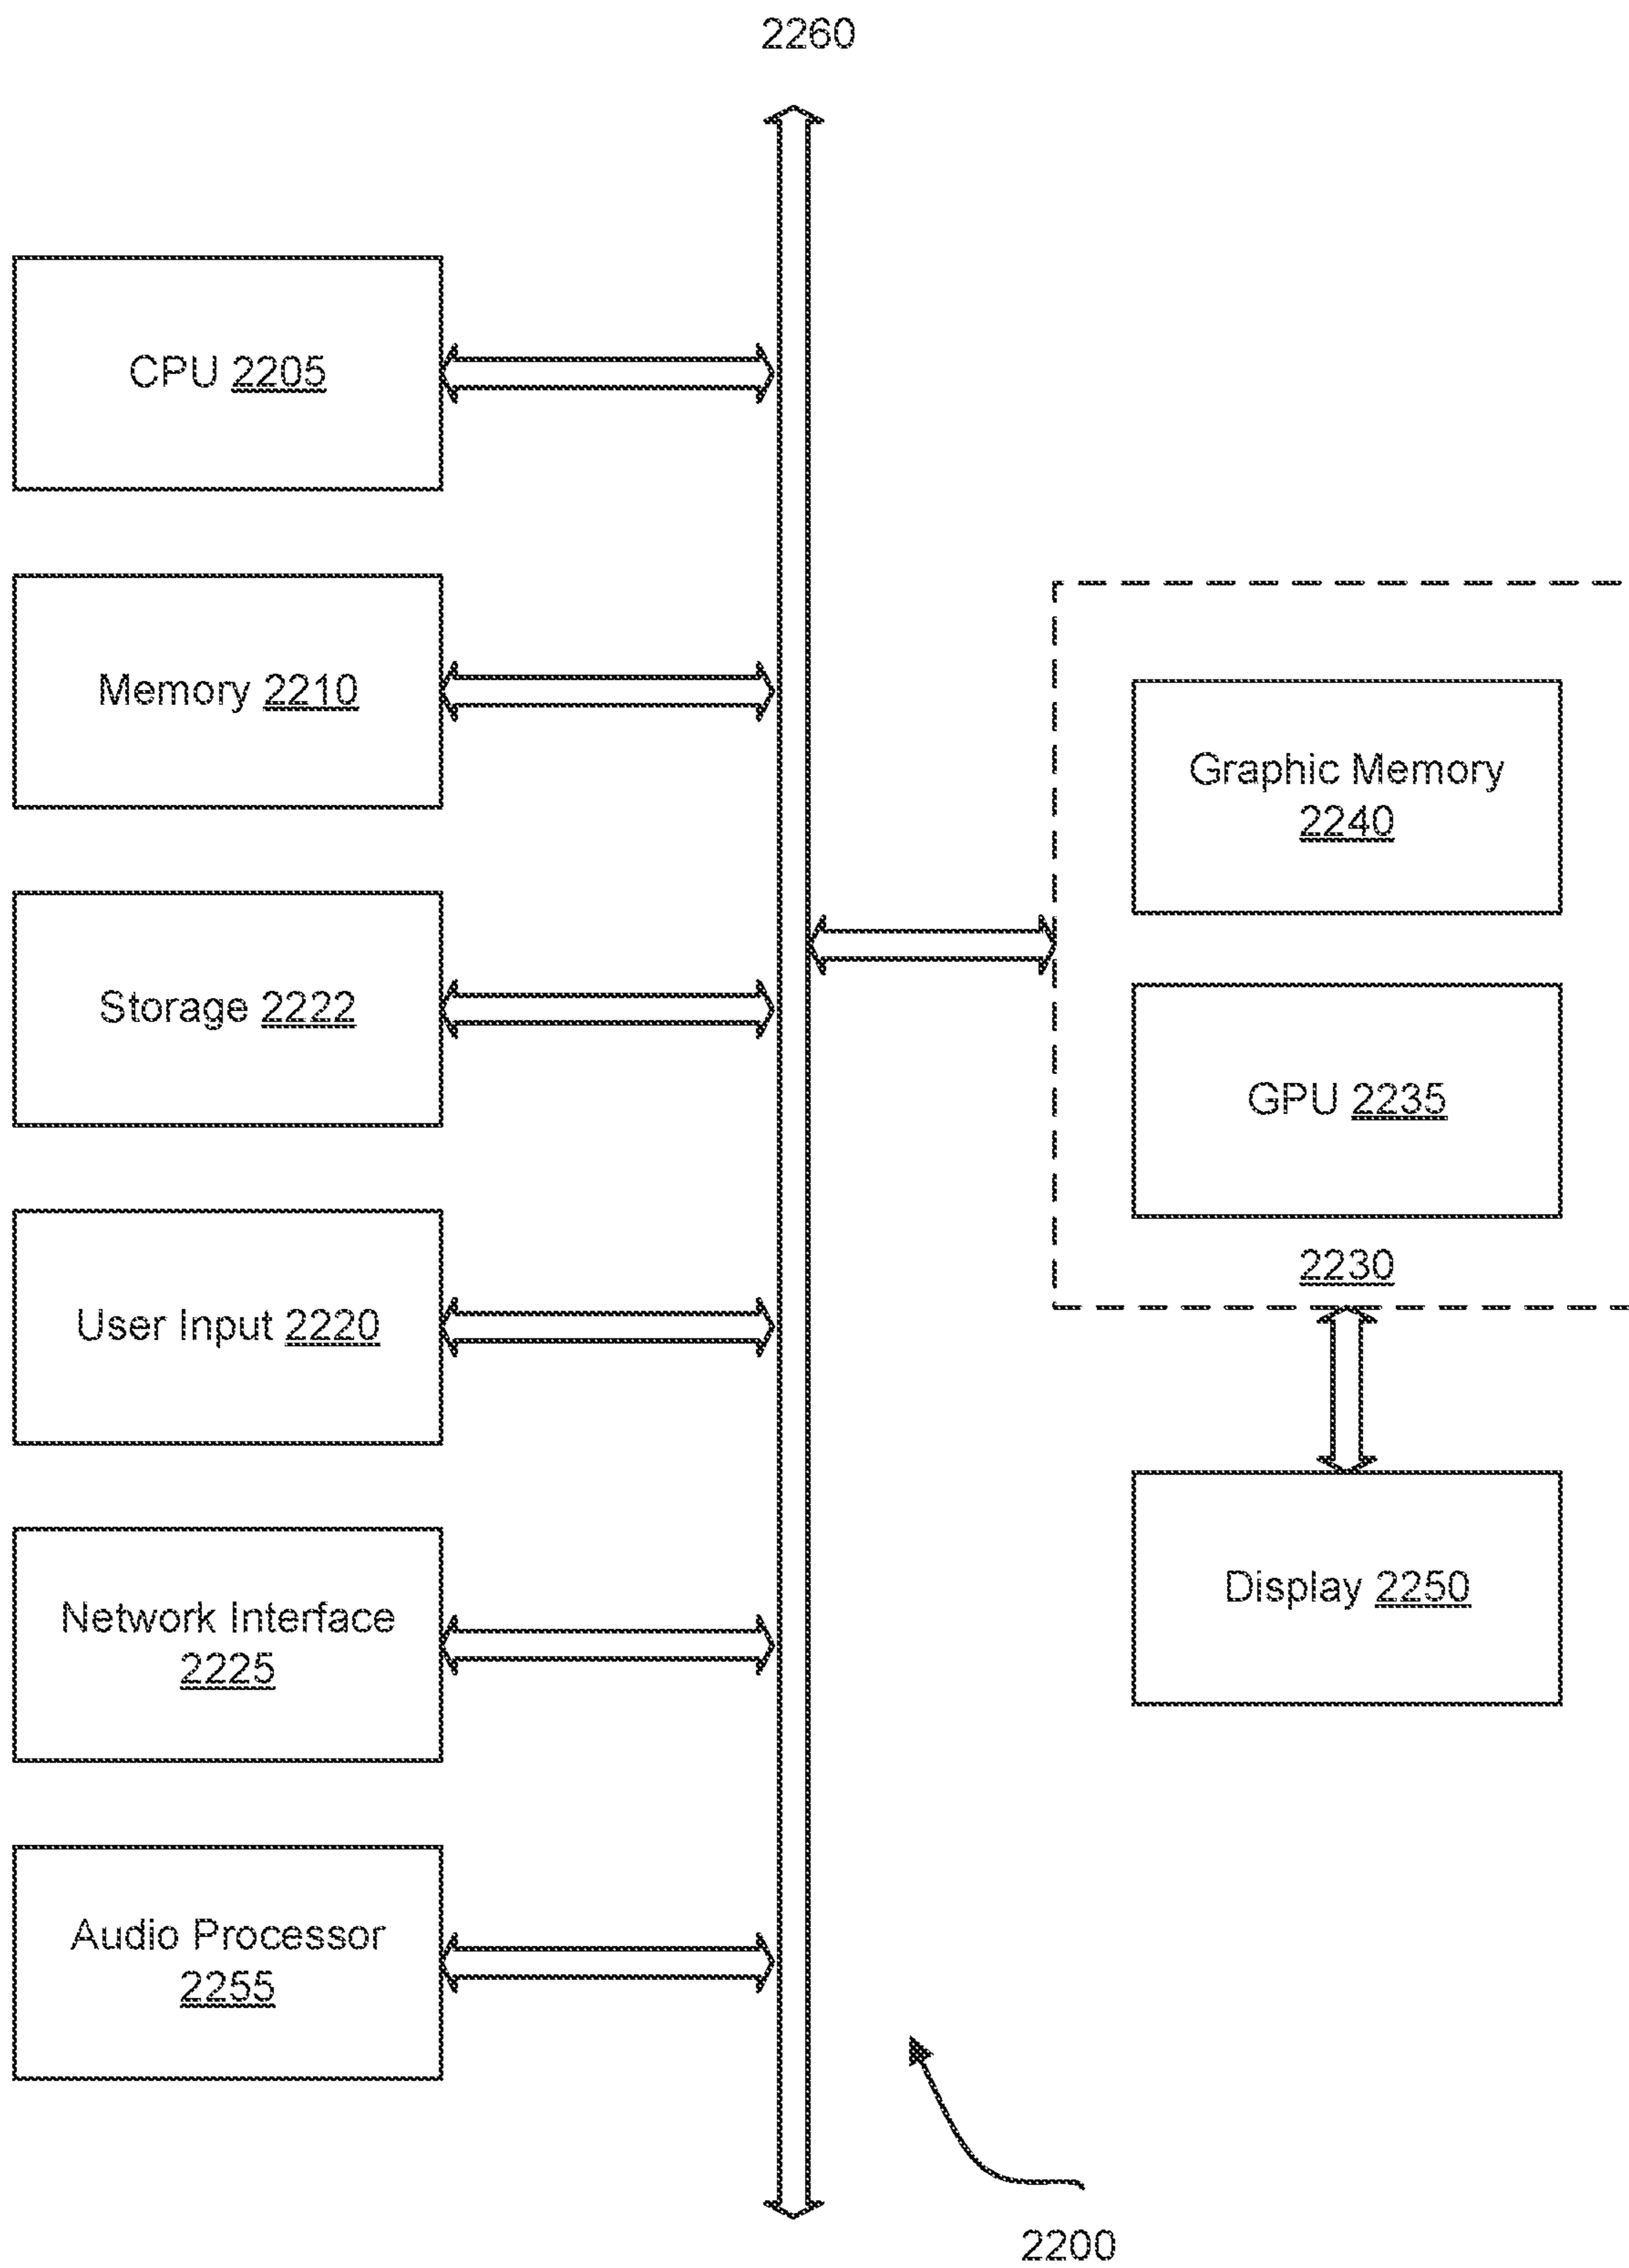 2260
CPU 2205
Memory 2210
Storage 2222
User Input 2220
Network Interface
2225
Audio Processor
2255
Graphic Memory
2240
GPU 2235
2230
Display 2250
2200